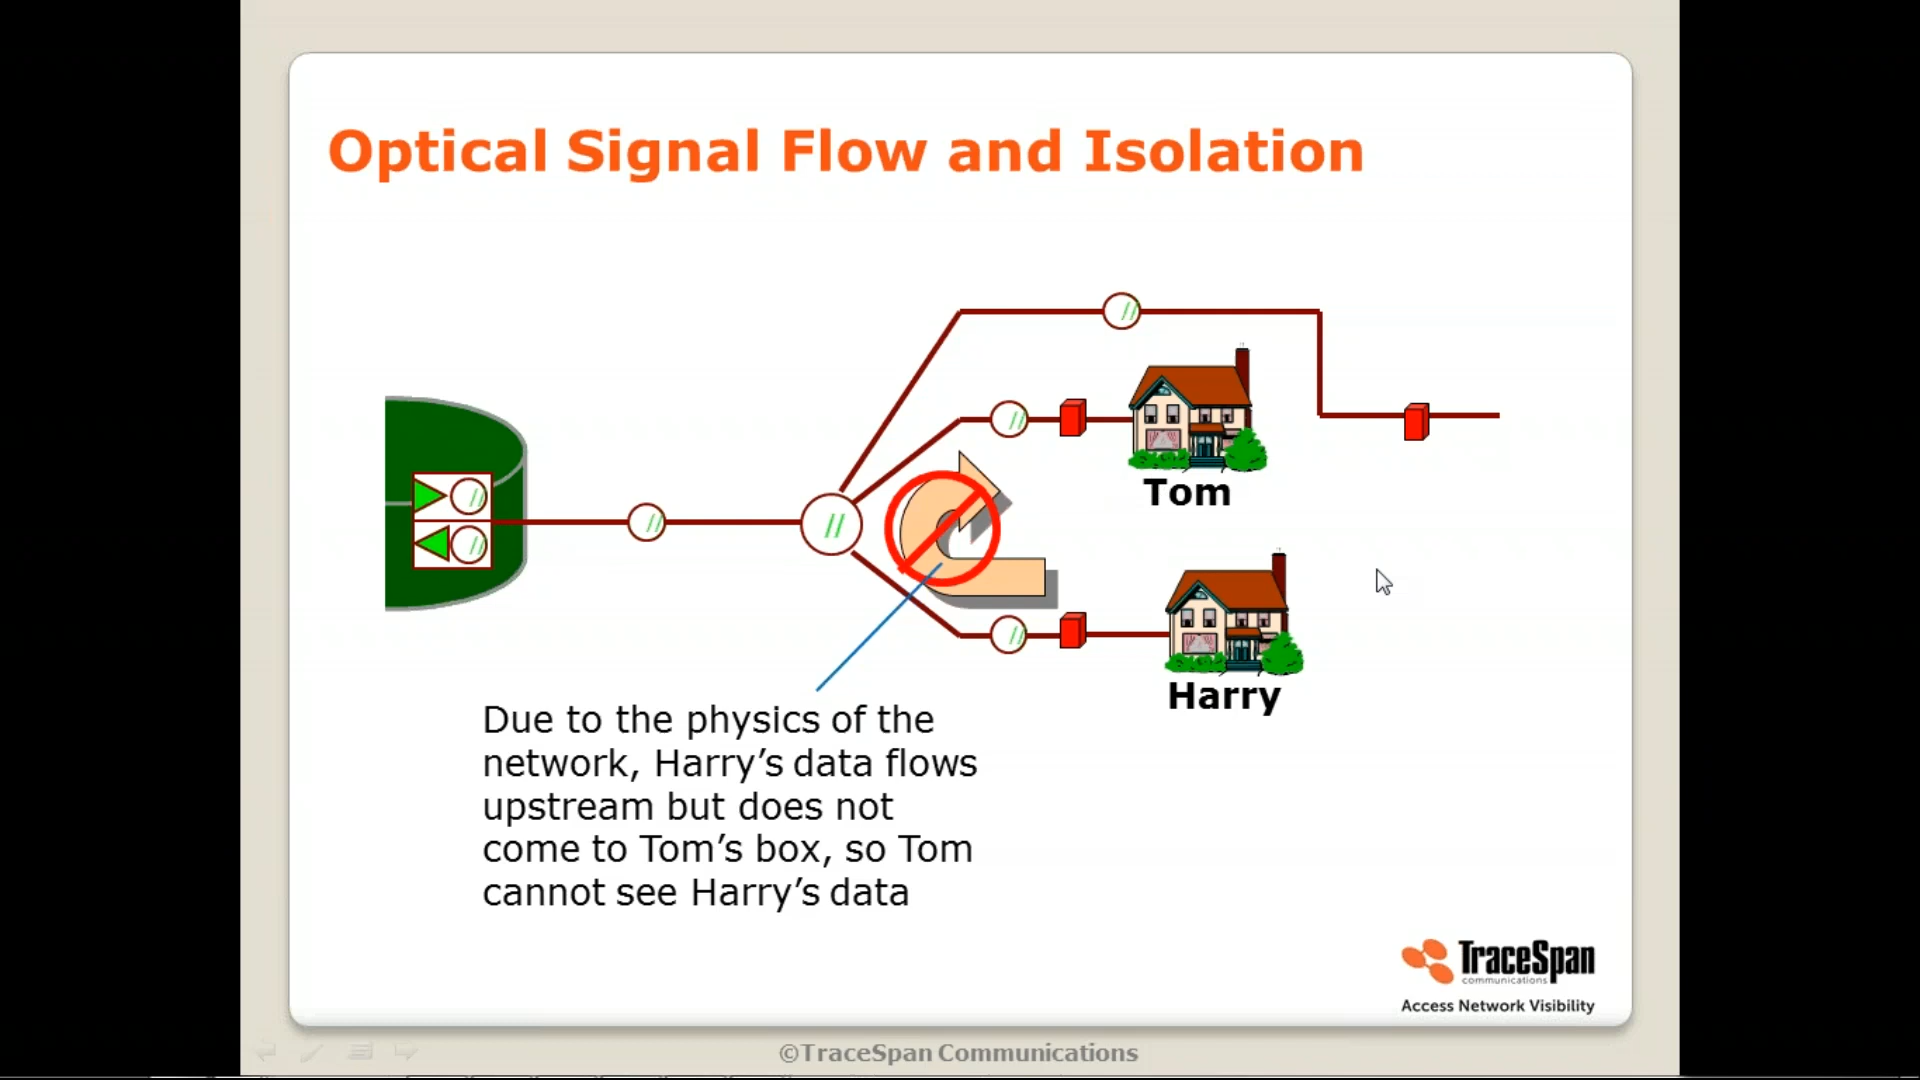 Optical Signal Flow and Isolation
Tom
Harry
Due to the physics of the
network, Harry’s data flows
upstream but does not
come to Tom’s box, so Tom
cannot see Harry’s data
TraceSpan
communications
Access Network Visibility
©TraceSpan Communications